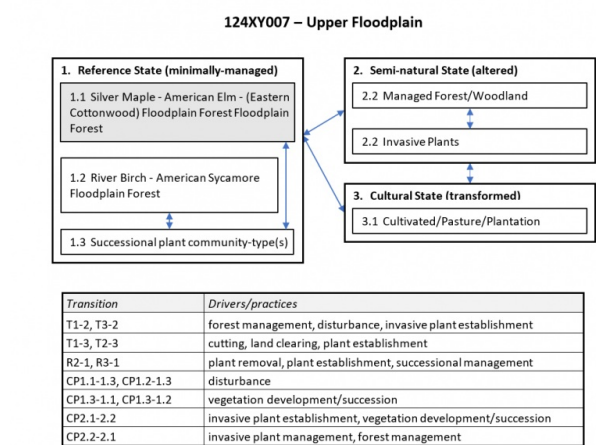 124XY007 – Upper Floodplain
1. Reference State (minimally-managed)
1.1 Silver Maple - American Elm - (Eastern
Cottonwood) Floodplain Forest Floodplain
Forest
1.2 River Birch - American Sycamore
Floodplain Forest
1.3 Successional plant community-type(s)
2. Semi-natural State (altered)
2.2 Managed Forest/Woodland
2.2 Invasive Plants
3. Cultural State (transformed)
3.1 Cultivated/Pasture/Plantation
Transition Drivers/practices
T1-2, T3-2 forest management, disturbance, invasive plant establishment
T1-3, T2-3 cutting, land clearing, plant establishment
R2-1, R3-1 plant removal, plant establishment, successional management
CP1.1-1.3, CP1.2-1.3 disturbance
CP1.3-1.1, CP1.3-1.2 vegetation development/succession
CP2.1-2.2 invasive plant establishment, vegetation development/succession
CP2.2-2.1 invasive plant management, forest management